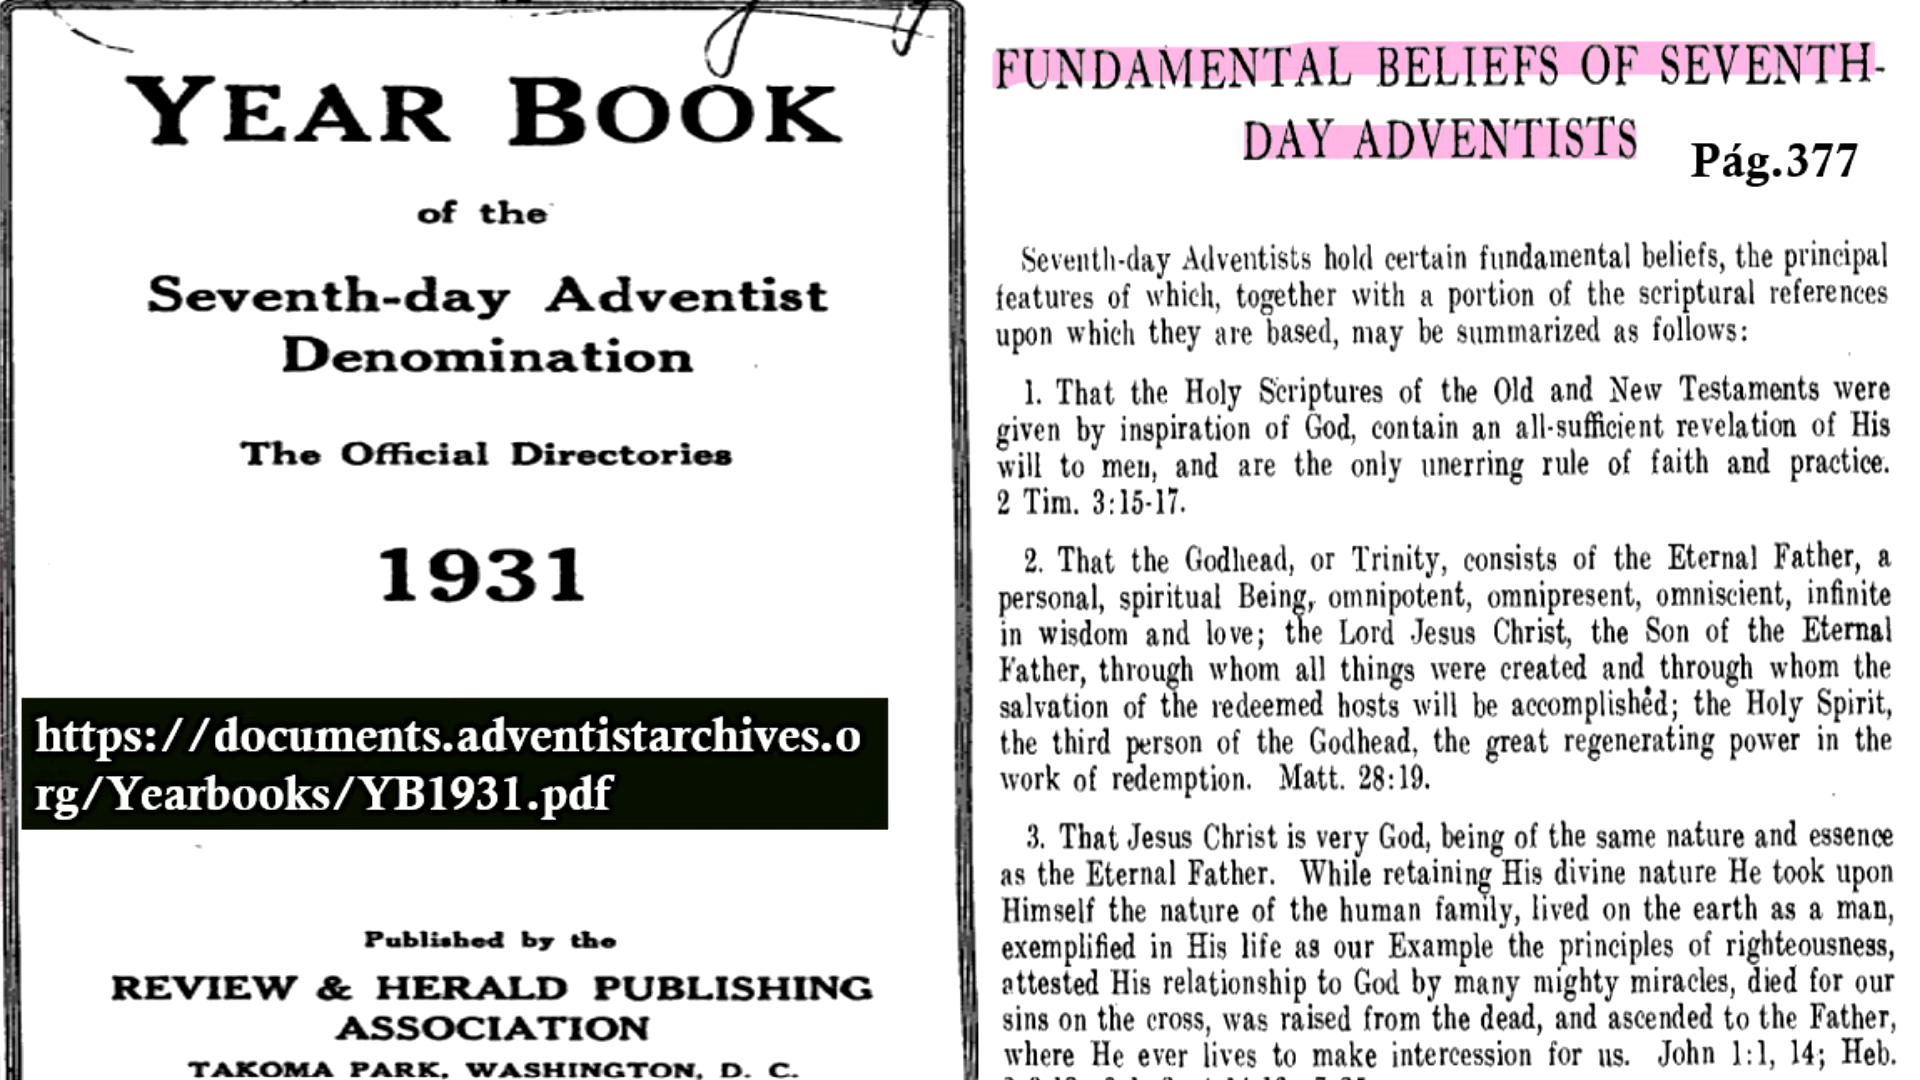 YEAR BOOK
of the
Seventh-day Adventist
Denomination
The Official Directories
1931
https://documents.adventistarchives.o
rg/Yearbooks/YB1931.pdf
Published by the
REVIEW & HERALD PUBLISHING
ASSOCIATION
TAKOMA PARK, WASHINGTON, D. C.
FUNDAMENTAL BELIEFS OF SEVENTH-
DAY ADVENTISTS
Pág.377
Seventh-day Adventists hold certain fundamental beliefs, the principal
features of which, together with a portion of the scriptural references
upon which they are based, may be summarized as follows:
1. That the Holy Scriptures of the Old and New Testaments were
given by inspiration of God, contain an all-sufficient revelation of His
will to men, and are the only unerring rule of faith and practice.
2 Tim. 3:15-17.
2. That the Godhead, or Trinity, consists of the Eternal Father, a
personal, spiritual Being, omnipotent, omnipresent, omniscient, infinite
in wisdom and love; the Lord Jesus Christ, the Son of the Eternal
Father, through whom all things were created and through whom the
salvation of the redeemed hosts will be accomplished; the Holy Spirit,
the third person of the Godhead, the great regenerating power in the
work of redemption. Matt. 28:19.
3. That Jesus Christ is very God, being of the same nature and essence
as the Eternal Father. While retaining His divine nature He took upon
Himself the nature of the human family, lived on the earth as a man,
exemplified in His life as our Example the principles of righteousness,
attested His relationship to God by many mighty miracles, died for our
sins on the cross, was raised from the dead, and ascended to the Father,
where He ever lives to make intercession for us. John 1:1, 14; Heb.